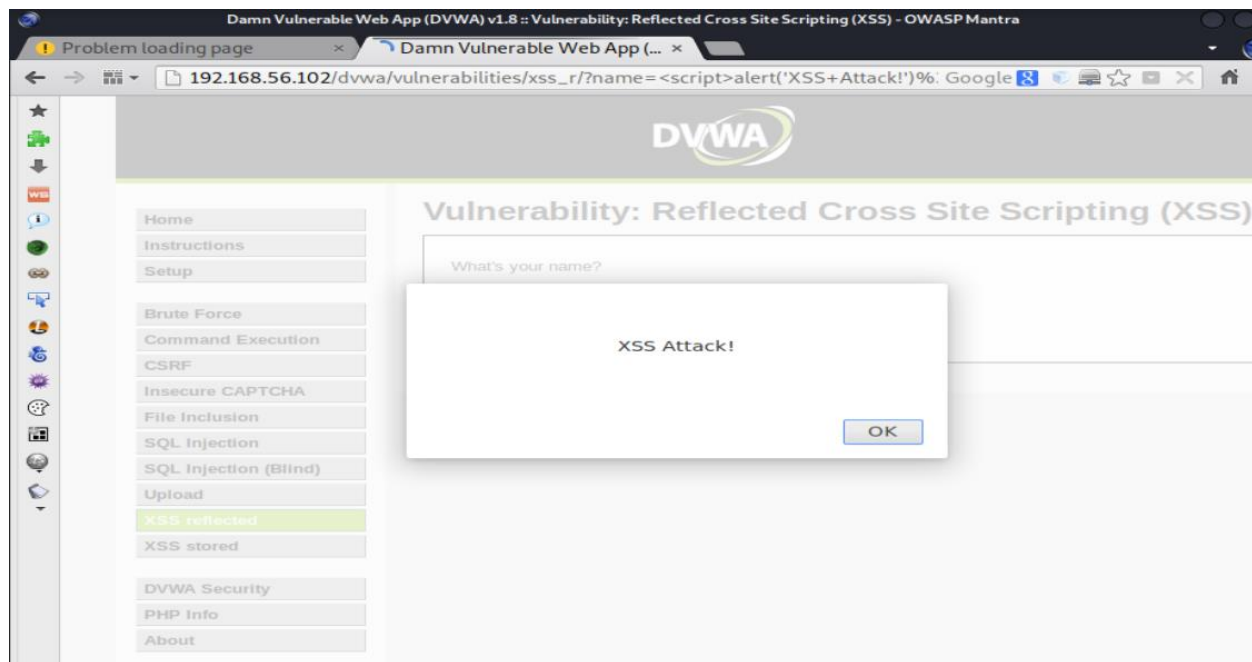 Damn Vulnerable Web App (DVWA) v1.8 :: Vulnerability: Reflected Cross Site Scripting (XSS) - OWASP Mantra
Problem loading page
Damn Vulnerable Web App (...
192.168.56.102/dvwa/vulnerabilities/xss_r/?name=<script>alert('XSS+Attack!')%: Google
DVWA
Home
Instructions
Setup
Brute Force
Command Execution
CSRF
Insecure CAPTCHA
File Inclusion
SQL Injection
SQL Injection (Blind)
Upload
XSS reflected
XSS stored
DVWA Security
PHP Info
About
Vulnerability: Reflected Cross Site Scripting (XSS)
What's your name?
XSS Attack!
OK